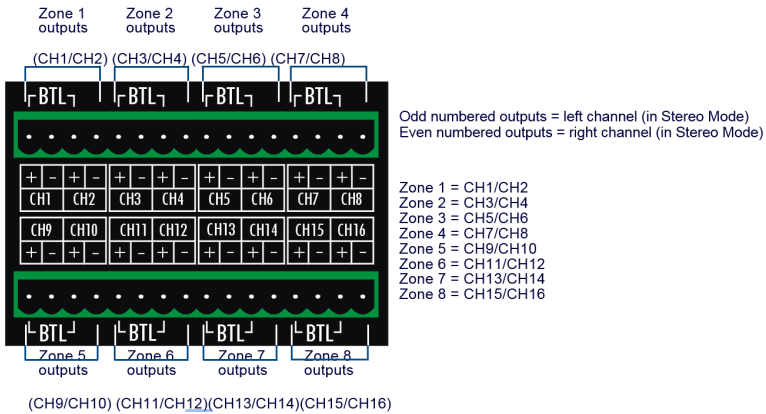 Zone 1 Zone 2 Zone 3 Zone 4
outputs outputs outputs outputs
(CH1/CH2) (CH3/CH4) (CH5/CH6) (CH7/CH8)
BTL BTL BTL BTL
Odd numbered outputs = left channel (in Stereo Mode)
Even numbered outputs = right channel (in Stereo Mode)
+ - + - + - + - + - + - + - + -
CH1 CH2 CH3 CH4 CH5 CH6 CH7 CH8
CH9 CH10 CH11 CH12 CH13 CH14 CH15 CH16
+ - + - + - + - + - + - + - + -
Zone 1 = CH1/CH2
Zone 2 = CH3/CH4
Zone 3 = CH5/CH6
Zone 4 = CH7/CH8
Zone 5 = CH9/CH10
Zone 6 = CH11/CH12
Zone 7 = CH13/CH14
Zone 8 = CH15/CH16
BTL BTL BTL BTL
Zone 5 Zone 6 Zone 7 Zone 8
outputs outputs outputs outputs
(CH9/CH10) (CH11/CH12)(CH13/CH14)(CH15/CH16)